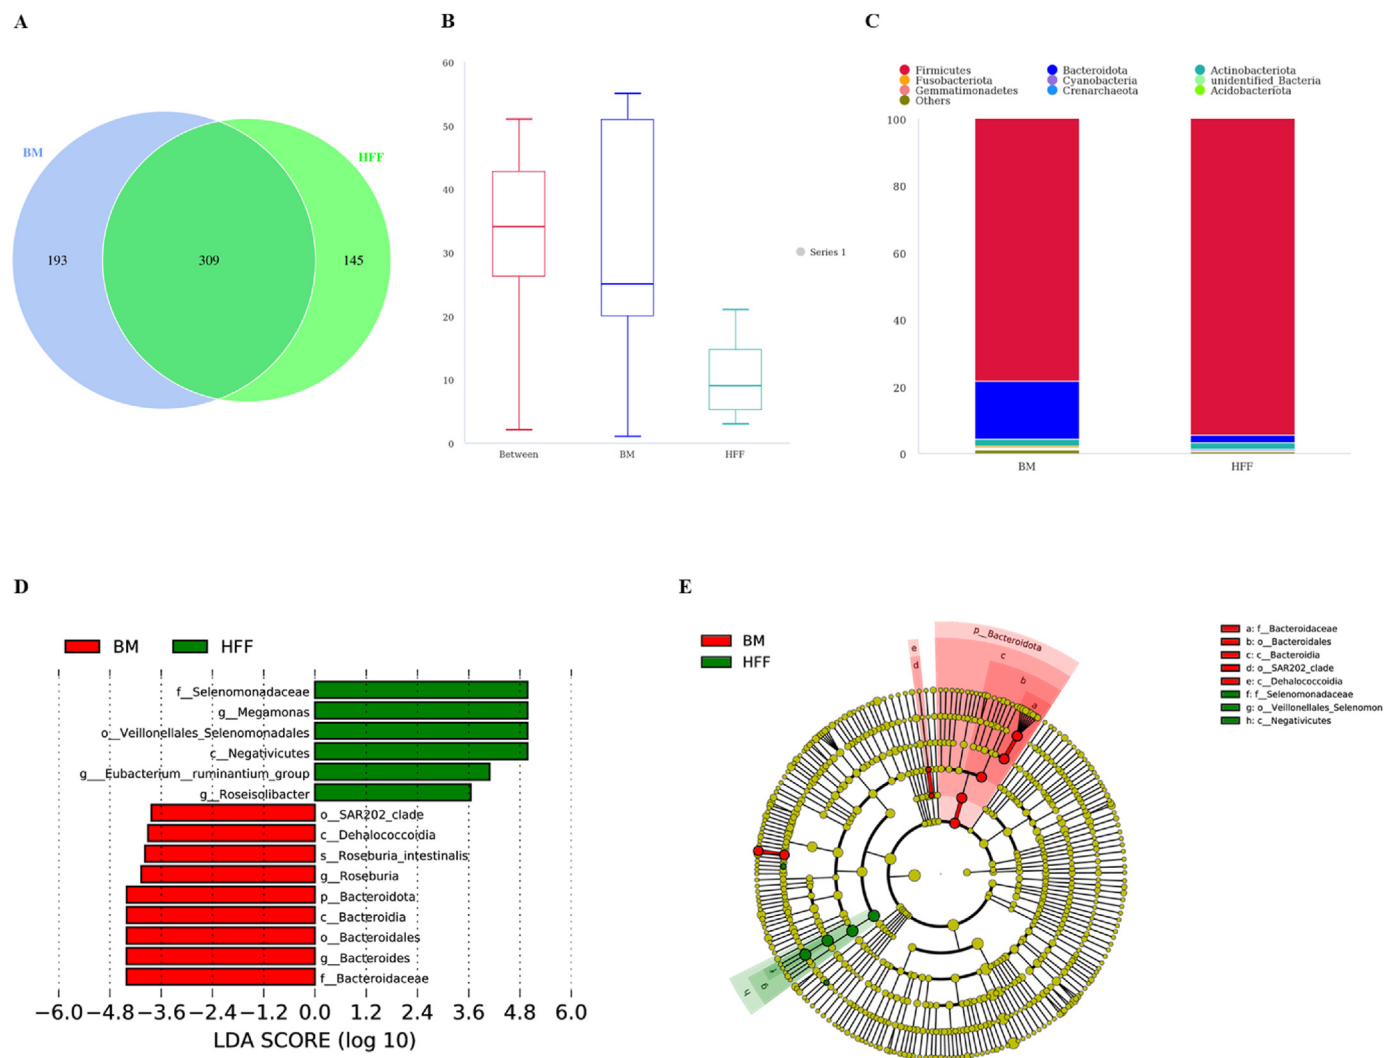 A
BM
HFF
193
309
145
B
60
50
40
30
20
10
0
Between
BM
HFF
Series 1
C
Firmicutes
Bacteroidota
Actinobacteriota
Fusobacteriota
Cyanobacteria
unidentified_Bacteria
Gemmatimonadetes
Crenarchaeota
Acidobacteriota
Others
100
80
60
40
20
0
BM
HFF
D
BM
HFF
f__Selenomonadaceae
g__Megamonas
o__Veillonellales_Selenomonadales
c__Negativicutes
g___Eubacterium__ruminantium_group
g__Roseisolibacter
o__SAR202_clade
c__Dehalococcoidia
s__Roseburia_intestinalis
g__Roseburia
p__Bacteroidota
c__Bacteroidia
o__Bacteroidales
g__Bacteroides
f__Bacteroidaceae
−6.0 −4.8 −3.6 −2.4 −1.2 0.0 1.2 2.4 3.6 4.8 6.0
LDA SCORE (log 10)
E
BM
HFF
p__Bacteroidota
e
c
d
b
a
f
g
h
a: f__Bacteroidaceae
b: o__Bacteroidales
c: c__Bacteroidia
d: o__SAR202_clade
e: c__Dehalococcoidia
f: f__Selenomonadaceae
g: o__Veillonellales_Selenomon
h: c__Negativicutes